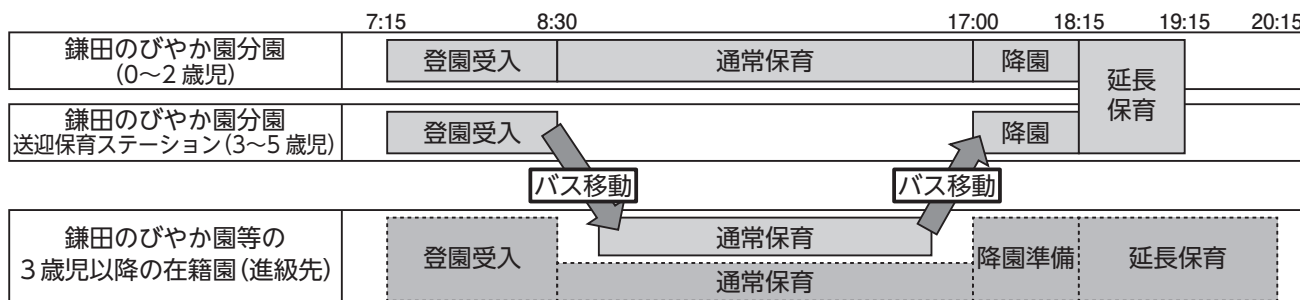 7:15 8:30 17:00 18:15 19:15 20:15
鎌田のびやか園分園
(0～2歳児)
登園受入 通常保育 降園
延長
保育
鎌田のびやか園分園
送迎保育ステーション(3～5歳児)
登園受入 降園
バス移動 バス移動
鎌田のびやか園等の
3歳児以降の在籍園(進級先)
登園受入 通常保育 降園準備 延長保育
通常保育